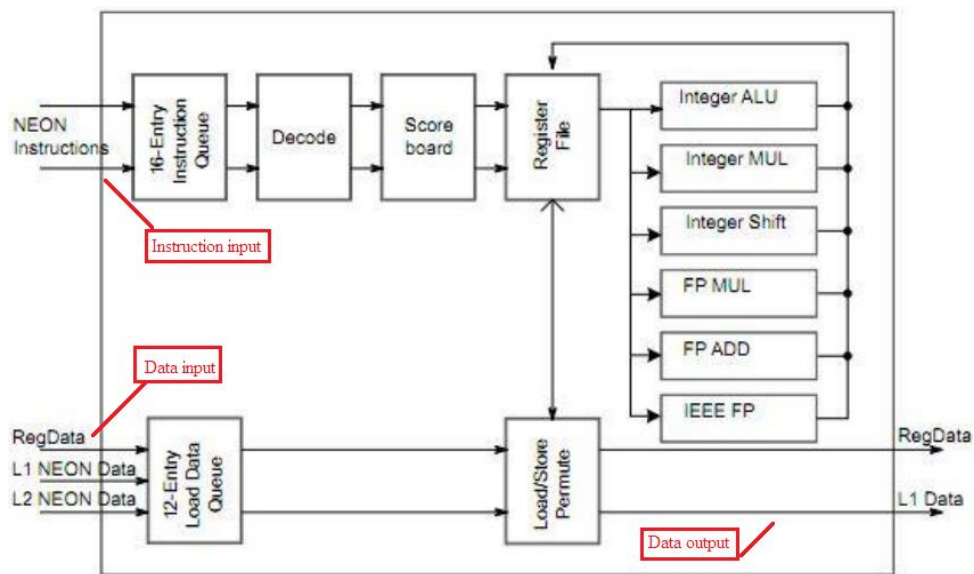 NEON
Instructions
16-Entry
Instruction
Queue
Decode
Score
board
Register
File
Integer ALU
Integer MUL
Integer Shift
FP MUL
FP ADD
IEEE FP
Instruction input
Data input
RegData
L1 NEON Data
L2 NEON Data
12-Entry
Load Data
Queue
Load/Store
Permute
RegData
L1 Data
Data output